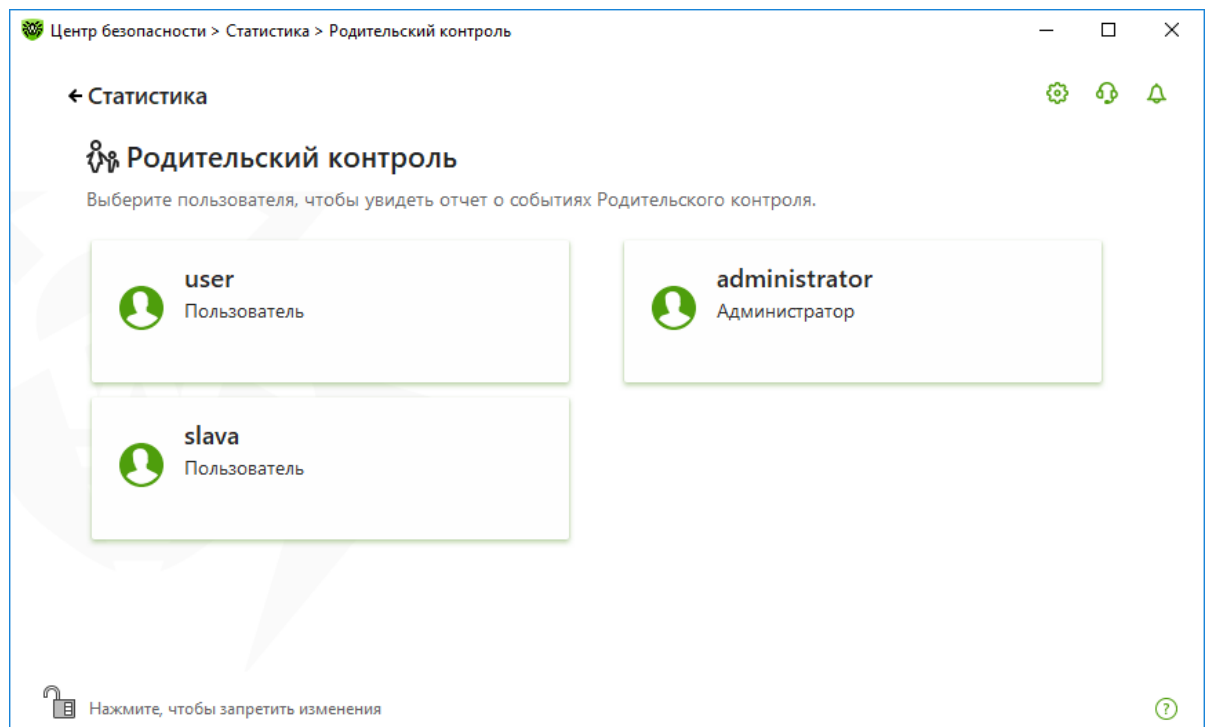 Центр безопасности > Статистика > Родительский контроль
Статистика
Родительский контроль
Выберите пользователя, чтобы увидеть отчет о событиях Родительского контроля.
user
Пользователь
administrator
Администратор
slava
Пользователь
Нажмите, чтобы запретить изменения
?